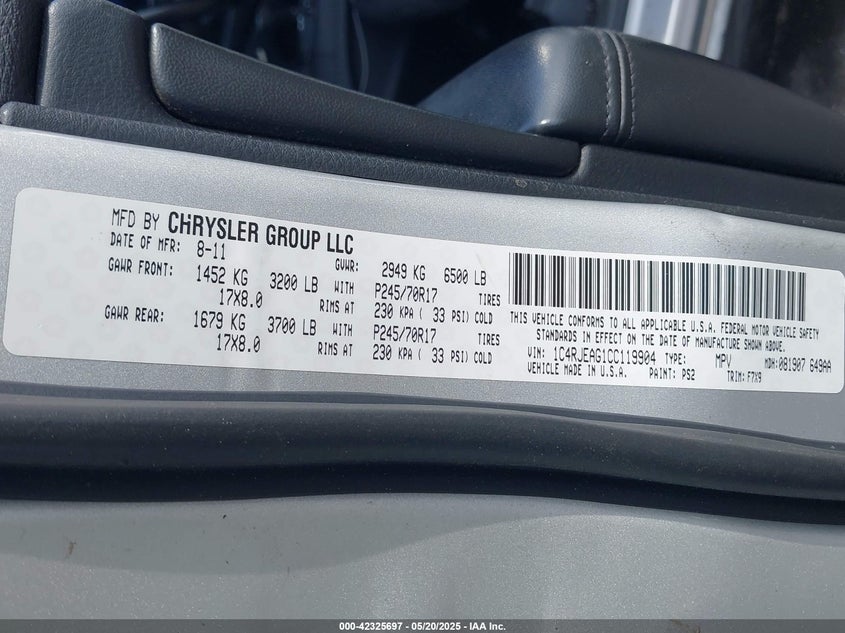 MFD BY CHRYSLER GROUP LLC
DATE OF MFR: 8-11 GVWR: 2949 KG 6500 LB
GAWR FRONT: 1452 KG 3200 LB WITH P245/70R17 TIRES
17X8.0 RIMS AT 230 KPA ( 33 PSI) COLD
GAWR REAR: 1679 KG 3700 LB WITH P245/70R17 TIRES
17X8.0 RIMS AT 230 KPA ( 33 PSI) COLD
THIS VEHICLE CONFORMS TO ALL APPLICABLE U.S.A. FEDERAL MOTOR VEHICLE SAFETY
STANDARDS IN EFFECT ON THE DATE OF MANUFACTURE SHOWN ABOVE.
VIN: 1C4RJEAG1CC119904 TYPE: MPV MDH: 081907 649AA
VEHICLE MADE IN U.S.A. PAINT: PS2 TRIM: F7X9
000-42325697 - 05/20/2025 - IAA Inc.